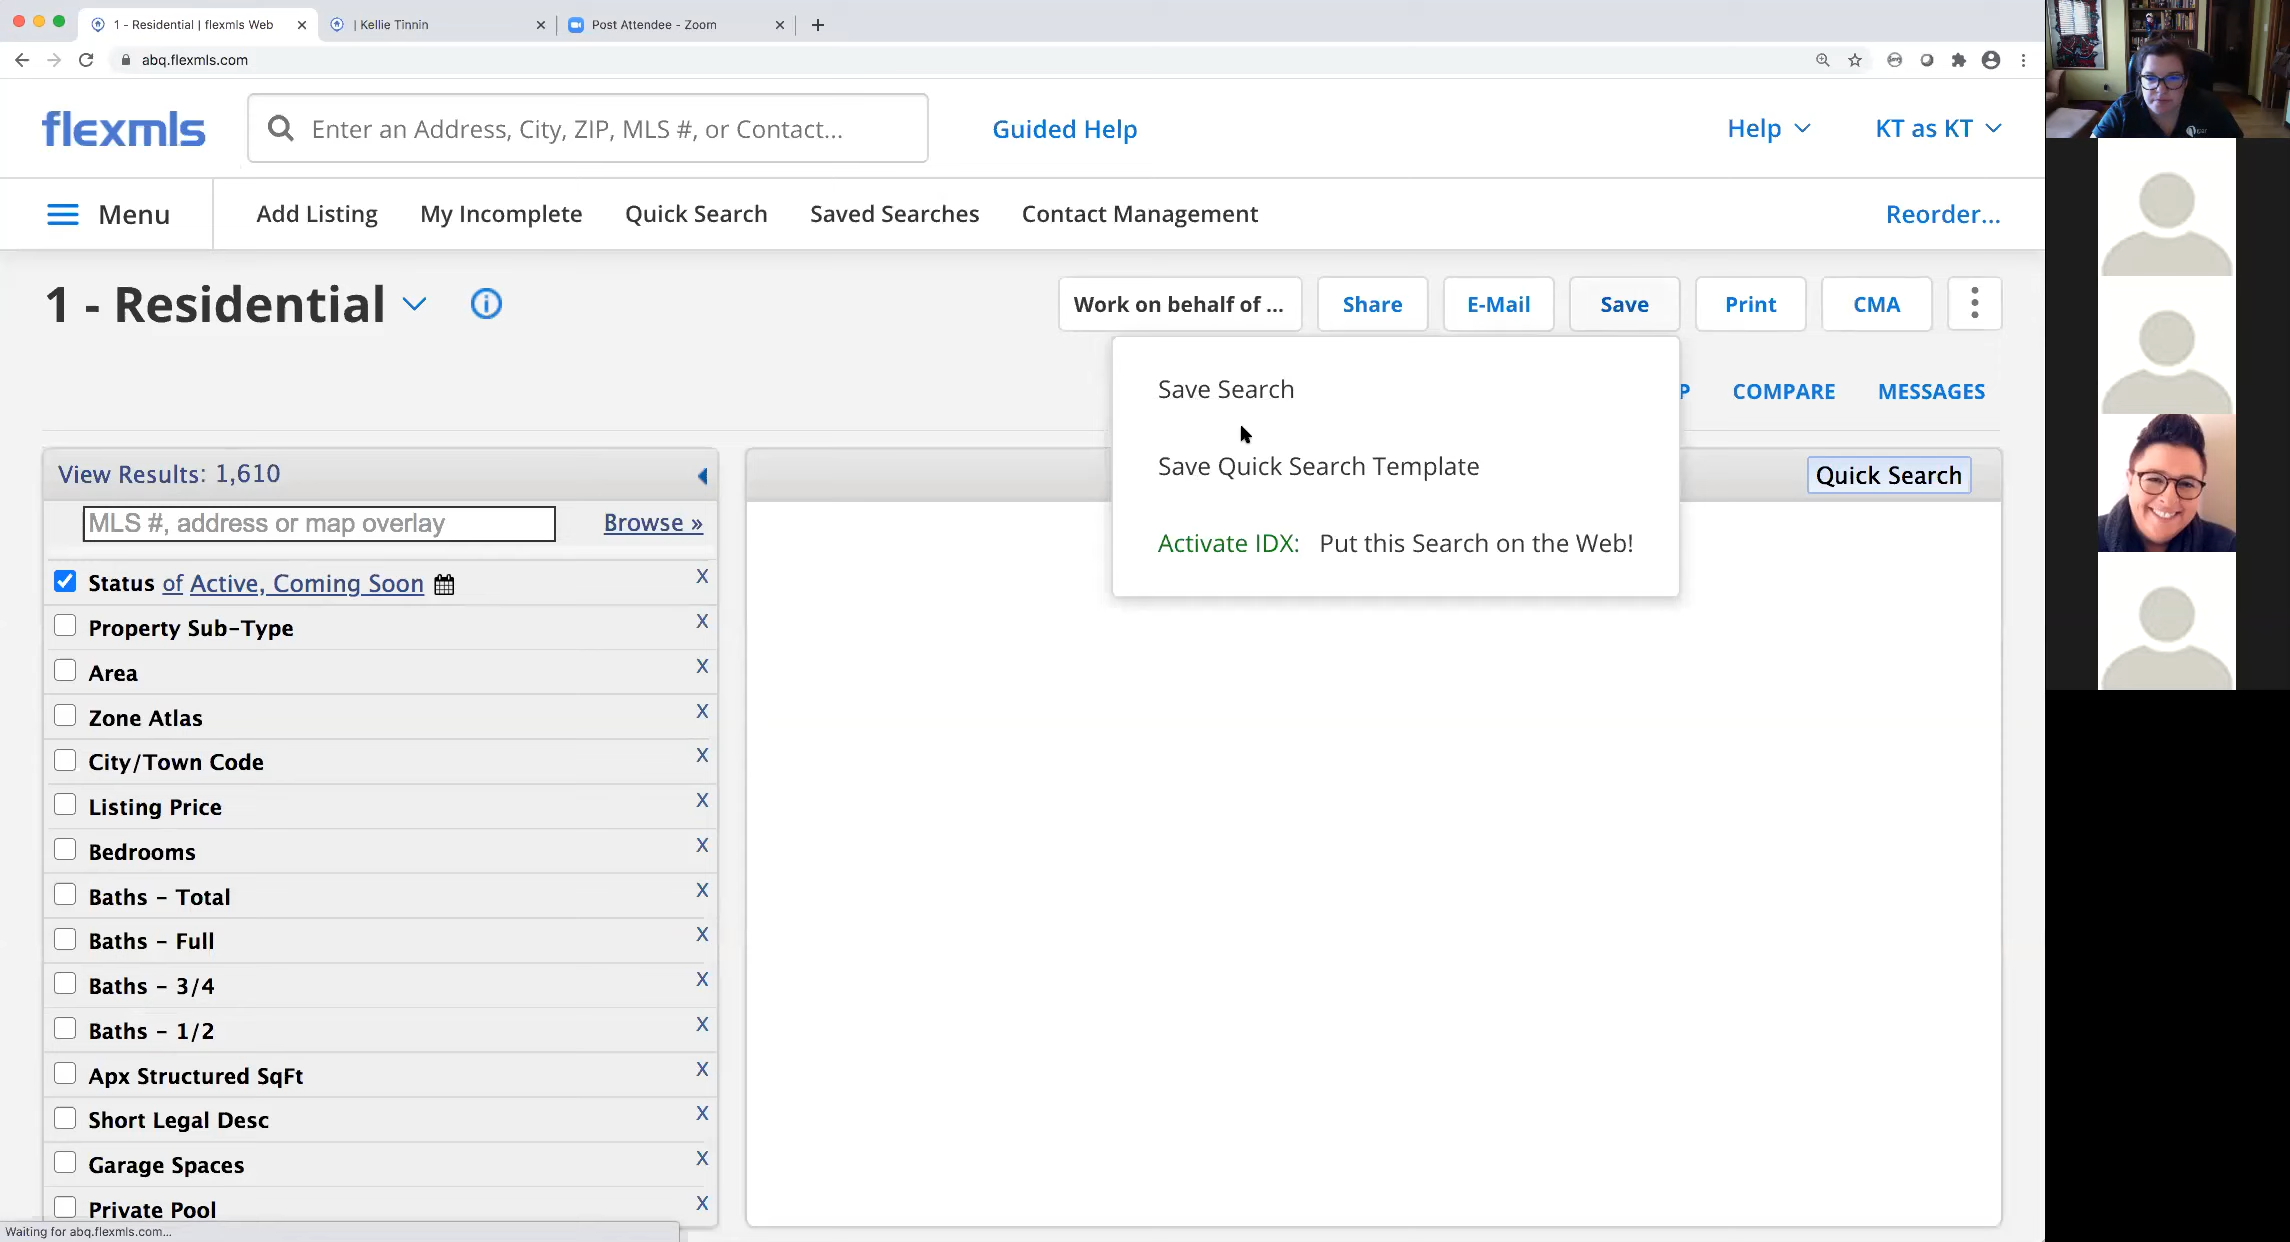 1 - Residential | flexmls Web
| Kellie Tinnin
Post Attendee - Zoom
abq.flexmls.com
flexmls
Enter an Address, City, ZIP, MLS #, or Contact...
Guided Help
Help
KT as KT
Menu
Add Listing
My Incomplete
Quick Search
Saved Searches
Contact Management
Reorder...
1 - Residential
Work on behalf of ...
Share
E-Mail
Save
Print
CMA
Save Search
Save Quick Search Template
Activate IDX: Put this Search on the Web!
P
COMPARE
MESSAGES
View Results: 1,610
Quick Search
MLS #, address or map overlay
Browse »
Status of Active, Coming Soon
X
Property Sub-Type
X
Area
X
Zone Atlas
X
City/Town Code
X
Listing Price
X
Bedrooms
X
Baths - Total
X
Baths - Full
X
Baths - 3/4
X
Baths - 1/2
X
Apx Structured SqFt
X
Short Legal Desc
X
Garage Spaces
X
Private Pool
X
Waiting for abq.flexmls.com...